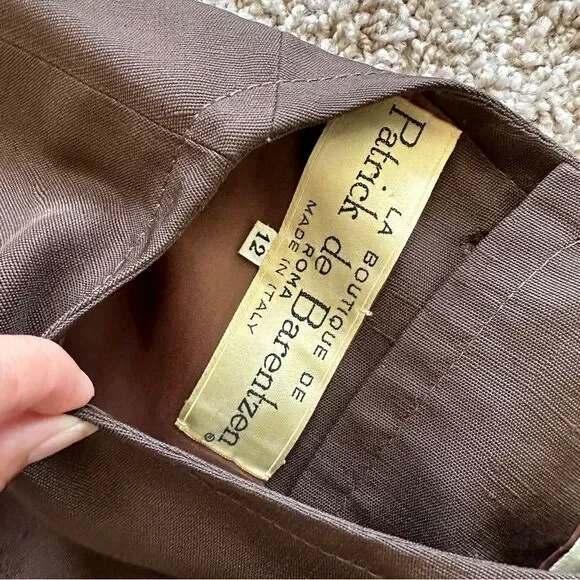 LA BOUTIQUE DE
Patrick de Barentzen®
ROMA
MADE IN ITALY
12